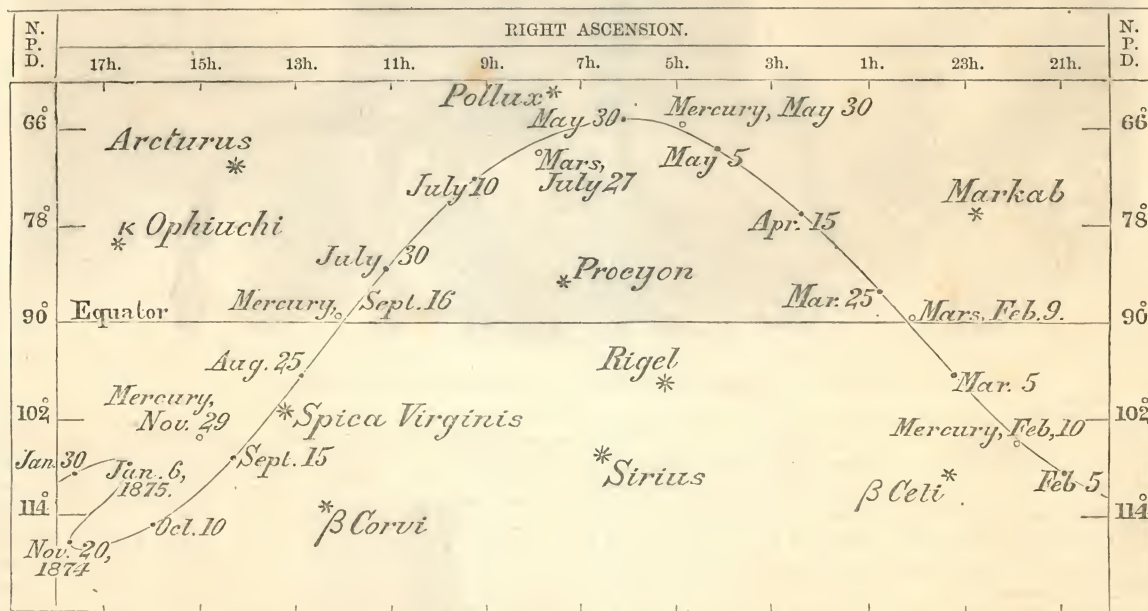 N.
P.
D.
RIGHT ASCENSION.
N.
P.
D.
17h. 15h. 13h. 11h. 9h. 7h. 5h. 3h. 1h. 23h. 21h.
Pollux
66°
May 30
Mercury, May 30
66°
Arcturus
Mars,
July 27
May 5
July 10
Markab
78°
κ Ophiuchi
Apr. 15
78°
July 30
Procyon
Mercury, Sept. 16
Mar. 25
90°
Equator
Mars, Feb. 9.
90°
Aug. 25
Rigel
Mar. 5
Mercury,
Nov. 29
102°
Spica Virginis
102°
Mercury, Feb, 10
Jan. 30
Jan. 6,
1875.
Sept. 15
Sirius
β Ceti
Feb 5
114°
Oct. 10
β Corvi
114°
Nov. 20,
1874